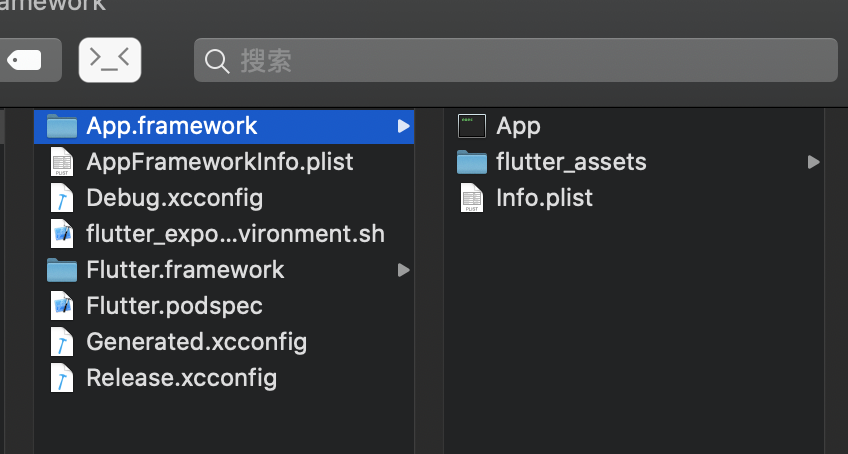 amework
搜索
App.framework
AppFrameworkInfo.plist
Debug.xcconfig
flutter_expo...vironment.sh
Flutter.framework
Flutter.podspec
Generated.xcconfig
Release.xcconfig
App
flutter_assets
Info.plist